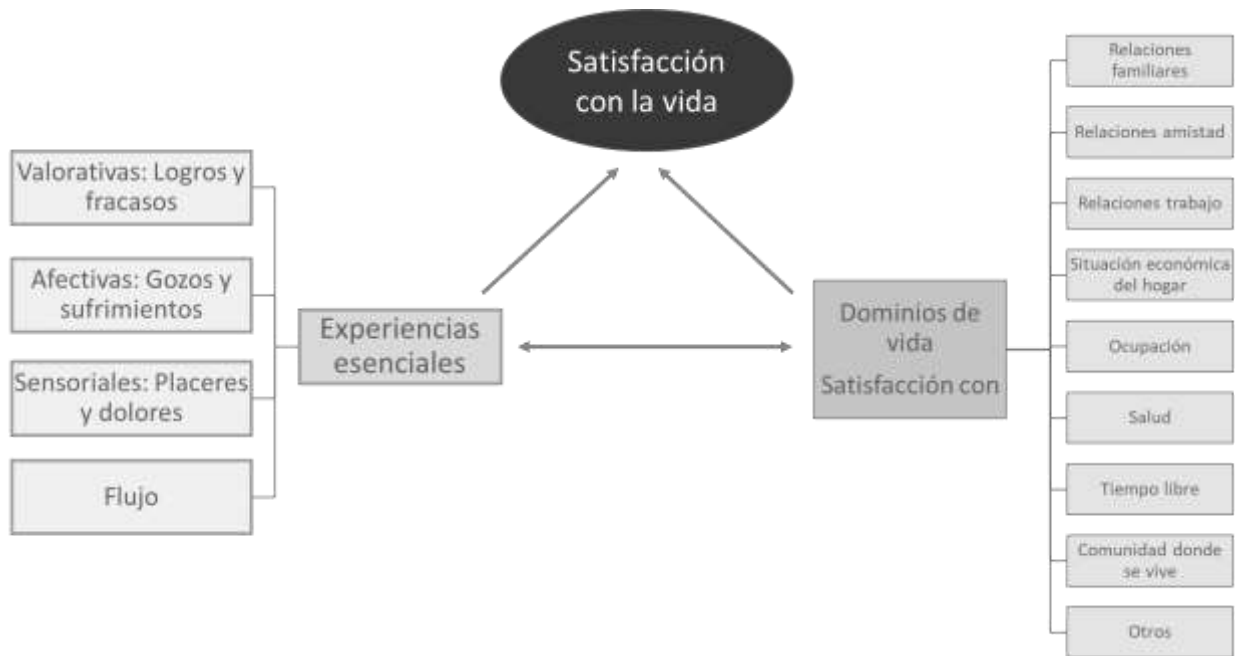 Satisfacción
con la vida
Valorativas: Logros y
fracasos
Afectivas: Gozos y
sufrimientos
Sensoriales: Placeres
y dolores
Flujo
Experiencias
esenciales
Dominios de
vida
Satisfacción con
Relaciones
familiares
Relaciones amistad
Relaciones trabajo
Situación económica
del hogar
Ocupación
Salud
Tiempo libre
Comunidad donde
se vive
Otros